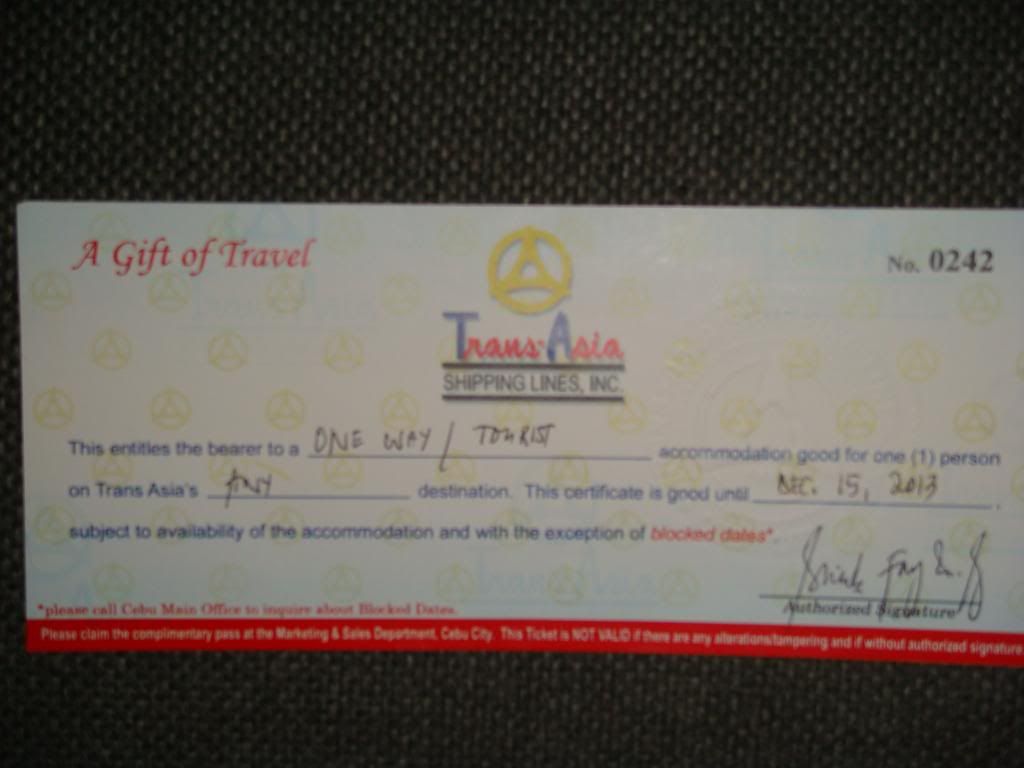 A Gift of Travel
No. 0242
Trans-Asia
SHIPPING LINES, INC.
This entitles the bearer to a ONE WAY / TOURIST accommodation good for one (1) person
on Trans Asia's ANY destination. This certificate is good until DEC. 15, 2013.
subject to availability of the accommodation and with the exception of blocked dates*.
Authorized Signature
*please call Cebu Main Office to inquire about Blocked Dates.
Please claim the complimentary pass at the Marketing & Sales Department, Cebu City. This Ticket is NOT VALID if there are any alterations/tampering and if without authorized signature